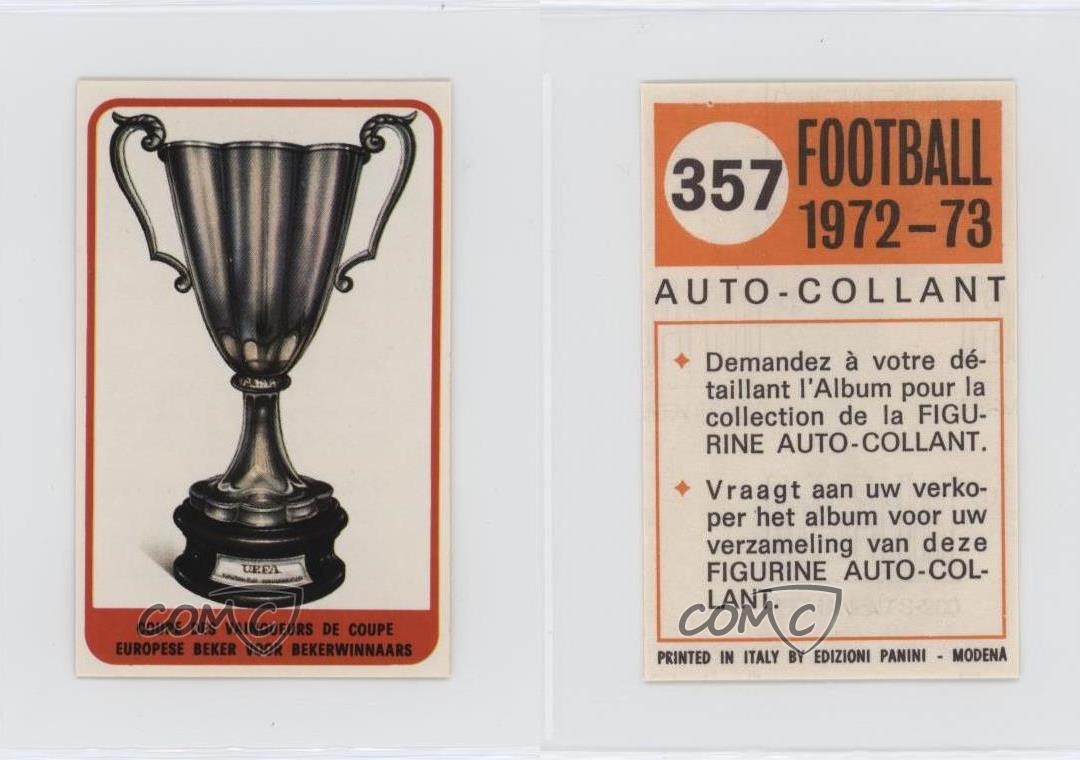 UEFA
COUPE DES VAINQUEURS DE COUPE
EUROPESE BEKER VOOR BEKERWINNAARS
COMC
357
FOOTBALL
1972-73
AUTO-COLLANT
Demandez à votre dé-
taillant l'Album pour la
collection de la FIGU-
RINE AUTO-COLLANT.
Vraagt aan uw verko-
per het album voor uw
verzameling van deze
FIGURINE AUTO-COL-
LANT.
COMC
PRINTED IN ITALY BY EDIZIONI PANINI - MODENA